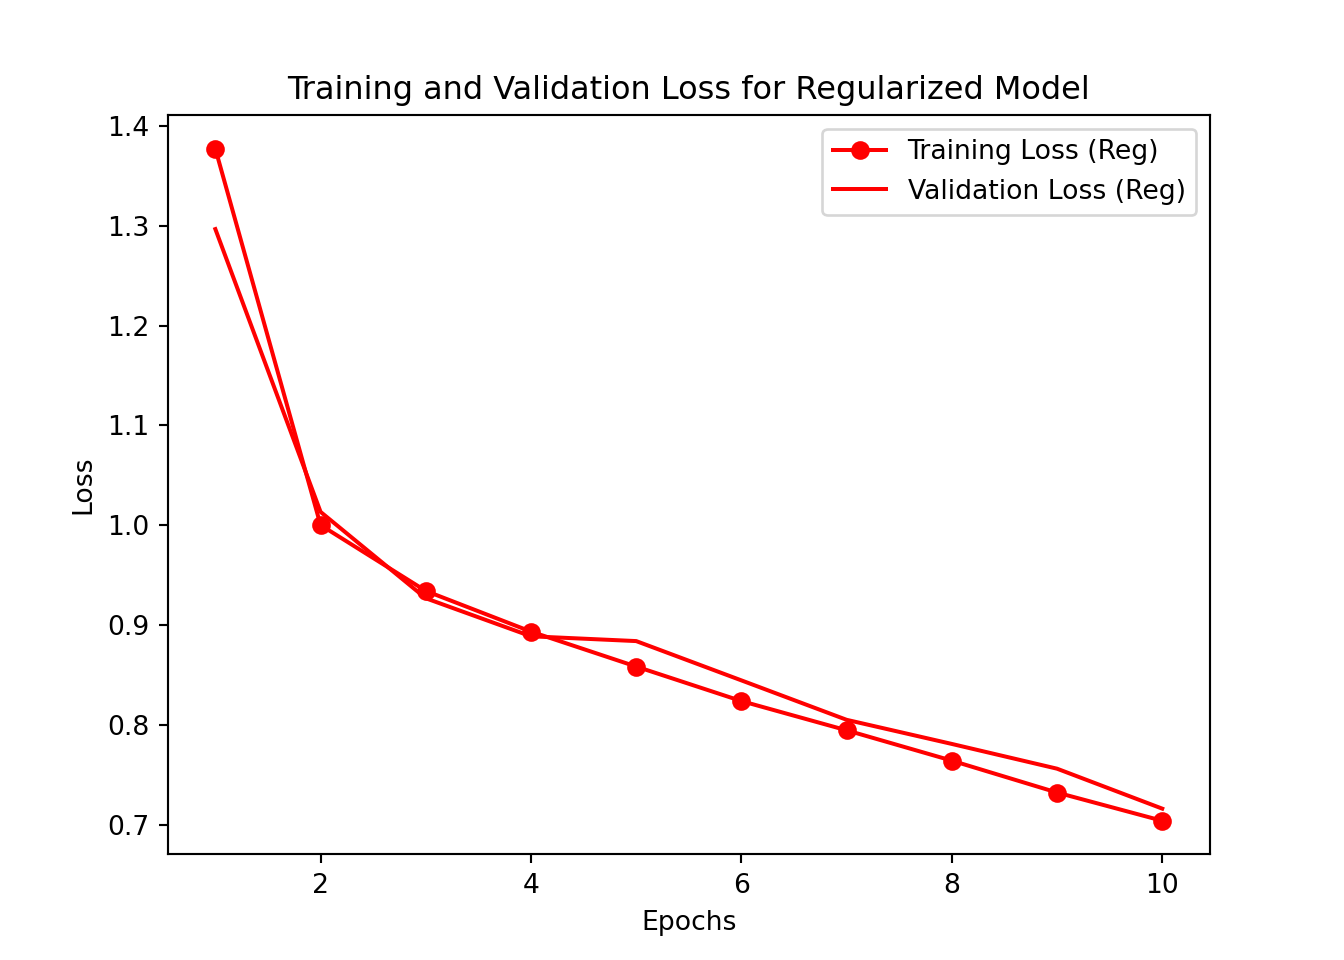 Training and Validation Loss for Regularized Model
Training Loss (Reg)
Validation Loss (Reg)
1.4
1.3
1.2
1.1
1.0
0.9
0.8
0.7
Loss
2 4 6 8 10
Epochs